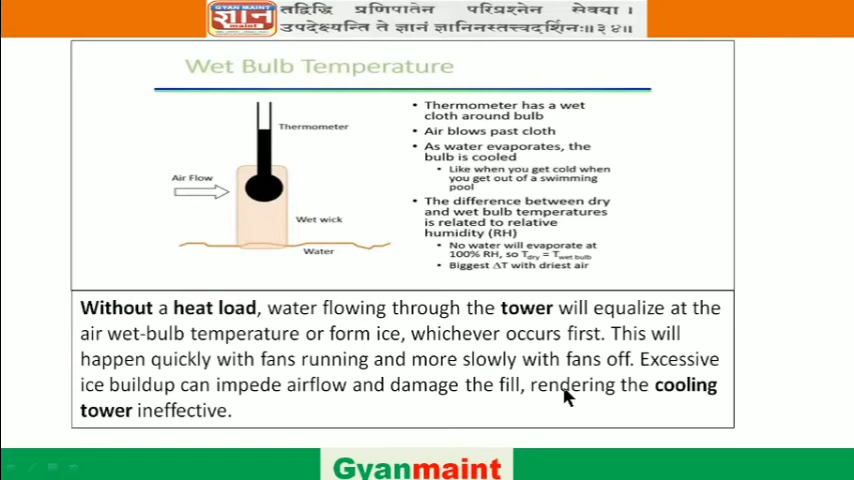 GYAN MAINT
ज्ञान
maint
तद्विद्धि प्रणिपातेन परिप्रश्नेन सेवया ।
उपदेक्ष्यन्ति ते ज्ञानं ज्ञानिनस्तत्त्वदर्शिनः॥३४॥
Wet Bulb Temperature
Thermometer
Air Flow
Wet wick
Water
• Thermometer has a wet
cloth around bulb
• Air blows past cloth
• As water evaporates, the
bulb is cooled
• Like when you get cold when
you get out of a swimming
pool
• The difference between dry
and wet bulb temperatures
is related to relative
humidity (RH)
• No water will evaporate at
100% RH, so Tdry = Twet bulb
• Biggest ΔT with driest air
Without a heat load, water flowing through the tower will equalize at the
air wet-bulb temperature or form ice, whichever occurs first. This will
happen quickly with fans running and more slowly with fans off. Excessive
ice buildup can impede airflow and damage the fill, rendering the cooling
tower ineffective.
Gyanmaint